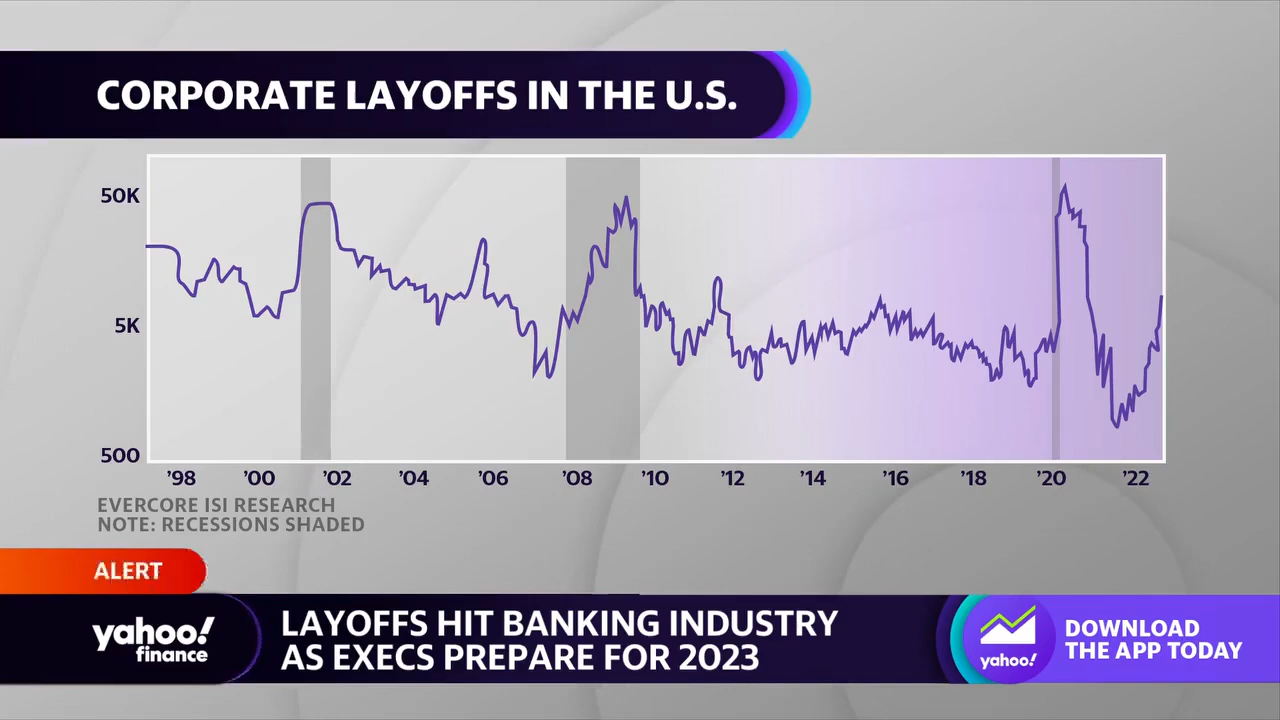 CORPORATE LAYOFFS IN THE U.S.
50K
5K
500
’98 ’00 ’02 ’04 ’06 ’08 ’10 ’12 ’14 ’16 ’18 ’20 ’22
EVERCORE ISI RESEARCH
NOTE: RECESSIONS SHADED
ALERT
yahoo!
finance
LAYOFFS HIT BANKING INDUSTRY
AS EXECS PREPARE FOR 2023
yahoo!
DOWNLOAD
THE APP TODAY